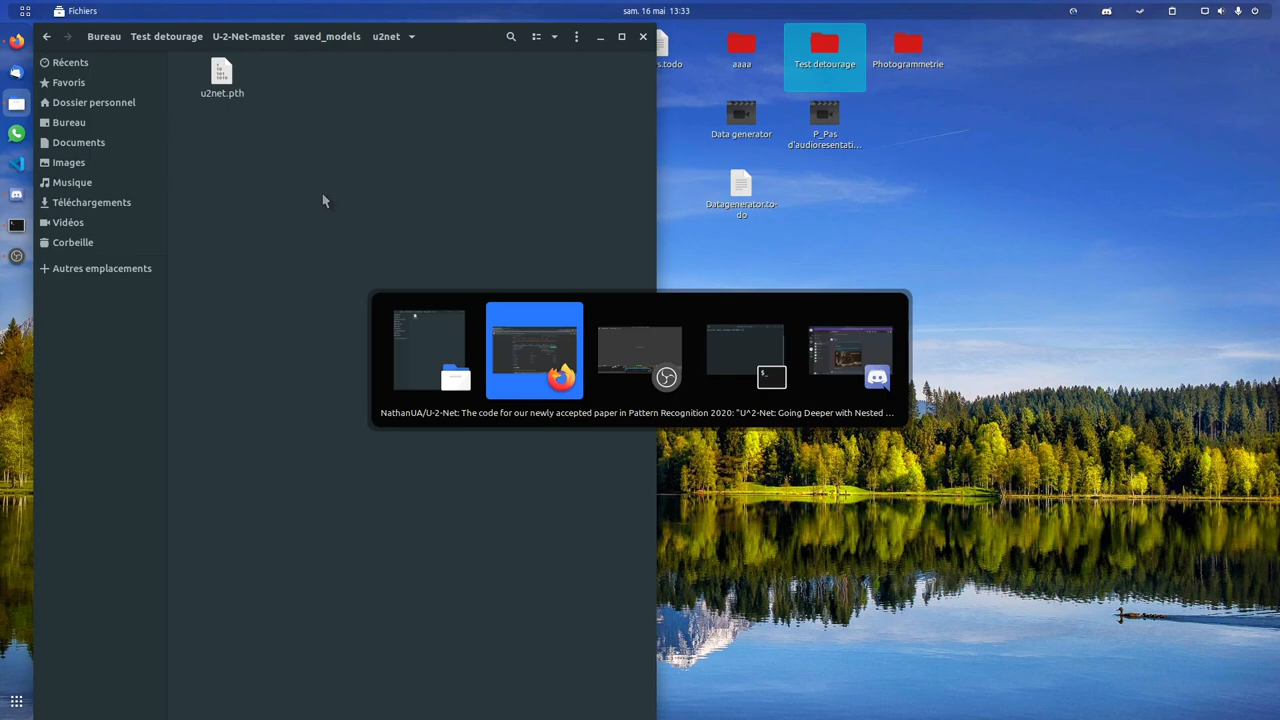 Fichiers
sam. 16 mai 13:33
Bureau Test detourage U-2-Net-master saved_models u2net
Récents
Favoris
Dossier personnel
Bureau
Documents
Images
Musique
Téléchargements
Vidéos
Corbeille
Autres emplacements
u2net.pth
s.todo
aaaa
Test detourage
Photogrammetrie
Data generator
P_Pas
d'audioresentati...
Datagenerator.to-
do
NathanUA/U-2-Net: The code for our newly accepted paper in Pattern Recognition 2020: "U^2-Net: Going Deeper with Nested ...